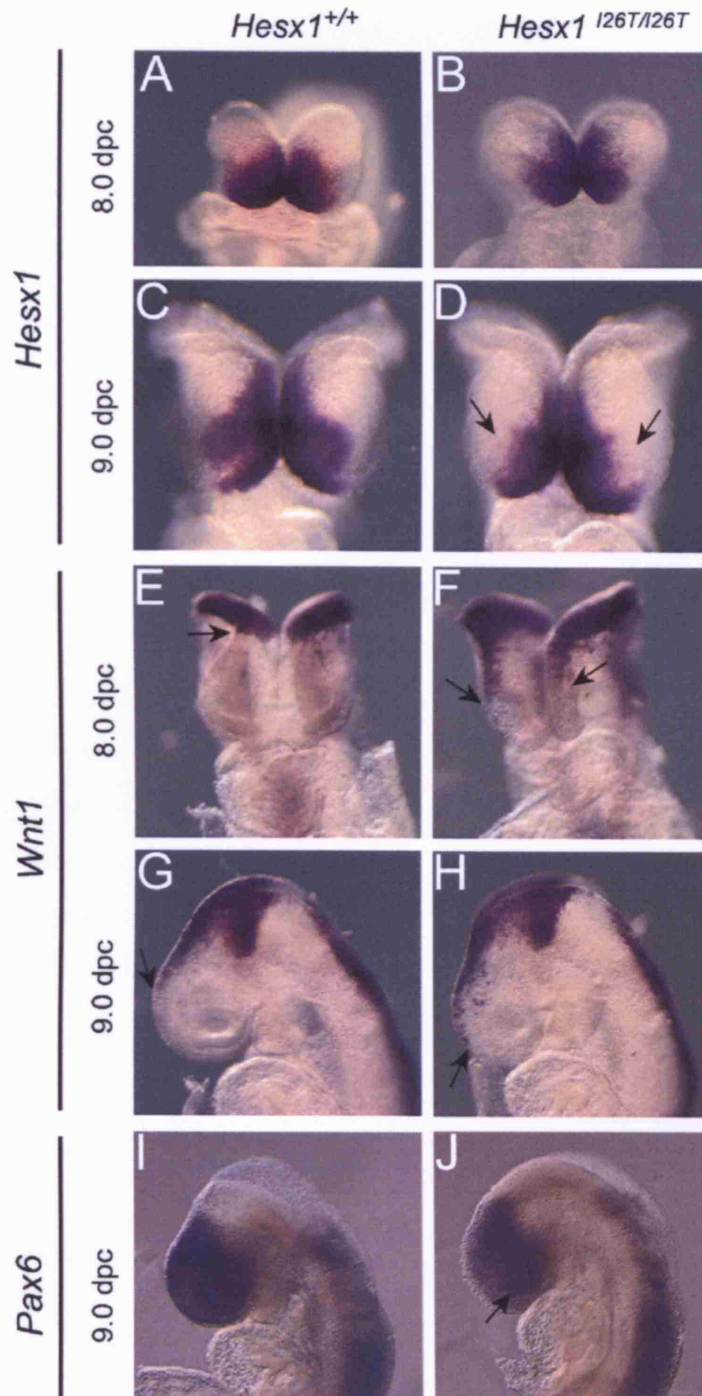 Hesx1+/+ Hesx1 I26T/I26T
A B
8.0 dpc
Hesx1
C D
9.0 dpc
E F
8.0 dpc
Wnt1
G H
9.0 dpc
I J
9.0 dpc
Pax6